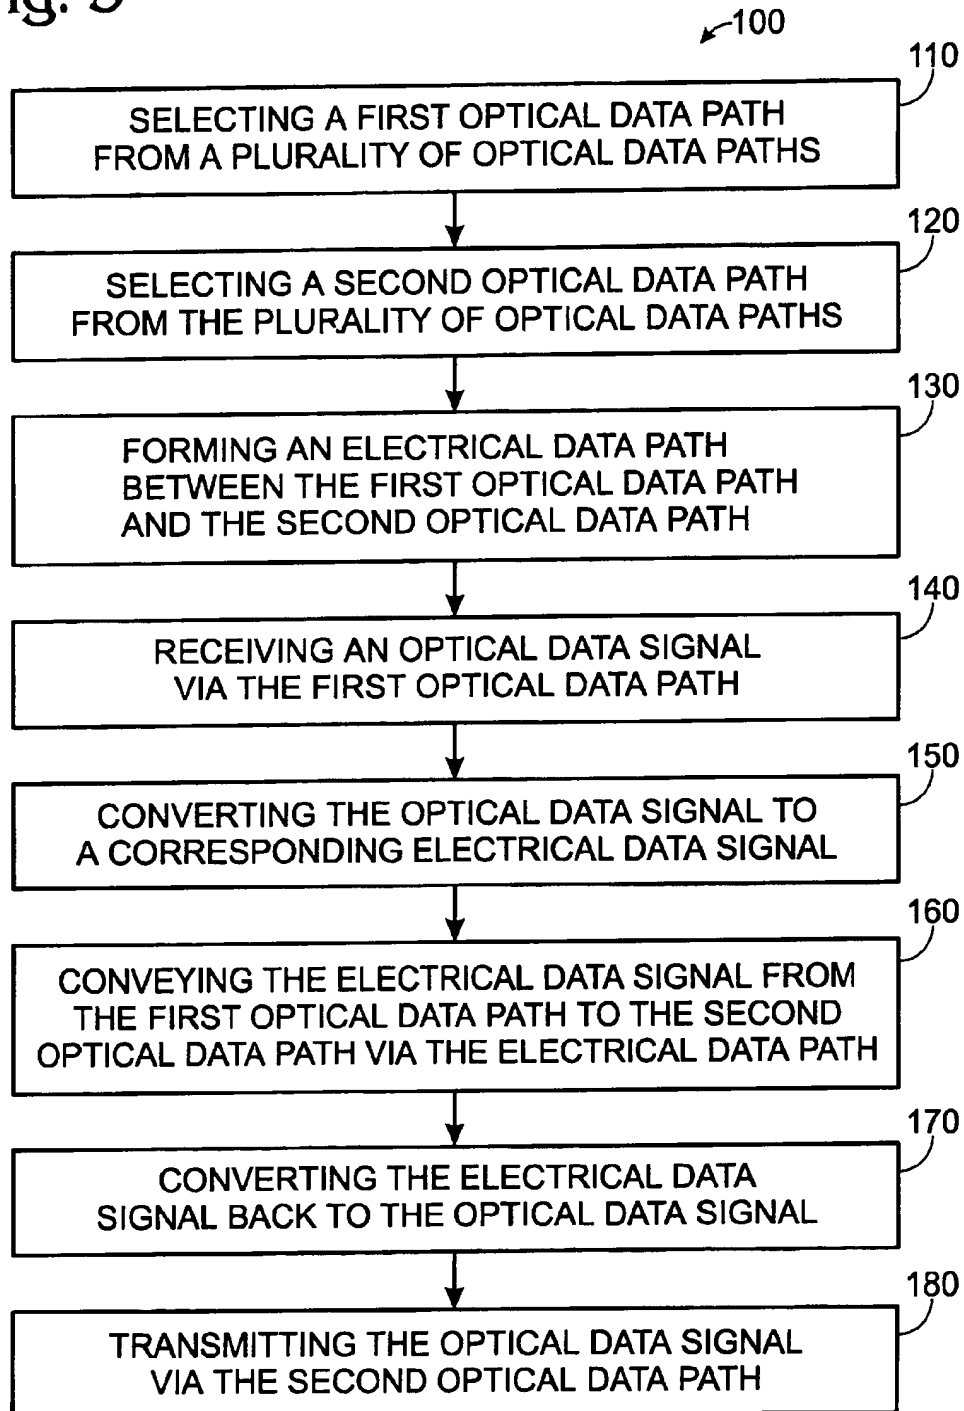 100
110
SELECTING A FIRST OPTICAL DATA PATH
FROM A PLURALITY OF OPTICAL DATA PATHS
120
SELECTING A SECOND OPTICAL DATA PATH
FROM THE PLURALITY OF OPTICAL DATA PATHS
130
FORMING AN ELECTRICAL DATA PATH
BETWEEN THE FIRST OPTICAL DATA PATH
AND THE SECOND OPTICAL DATA PATH
140
RECEIVING AN OPTICAL DATA SIGNAL
VIA THE FIRST OPTICAL DATA PATH
150
CONVERTING THE OPTICAL DATA SIGNAL TO
A CORRESPONDING ELECTRICAL DATA SIGNAL
160
CONVEYING THE ELECTRICAL DATA SIGNAL FROM
THE FIRST OPTICAL DATA PATH TO THE SECOND
OPTICAL DATA PATH VIA THE ELECTRICAL DATA PATH
170
CONVERTING THE ELECTRICAL DATA
SIGNAL BACK TO THE OPTICAL DATA SIGNAL
180
TRANSMITTING THE OPTICAL DATA SIGNAL
VIA THE SECOND OPTICAL DATA PATH